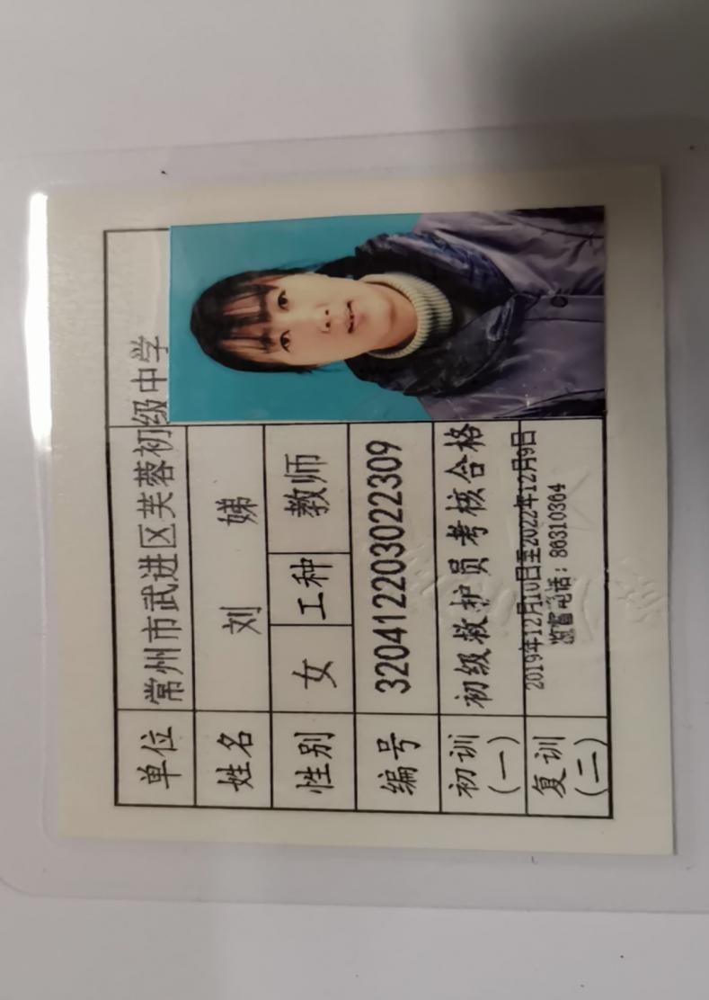 单位 常州市武进区芙蓉初级中学
姓名 刘 娣
性别 女 工种 教师
编号 320412203022309
初训（一） 初级救护员考核合格
复训（二） 2019年12月10日至2022年12月9日
监督电话：86310364